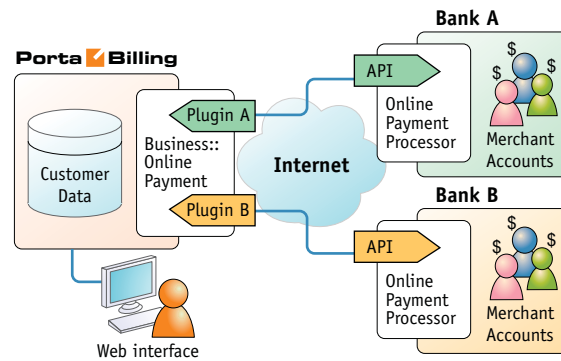 Porta Billing
Customer
Data
Plugin A
Business::
Online
Payment
Plugin B
Web interface
Internet
Bank A
API
Online
Payment
Processor
$ $ $
Merchant
Accounts
Bank B
API
Online
Payment
Processor
$ $ $
Merchant
Accounts